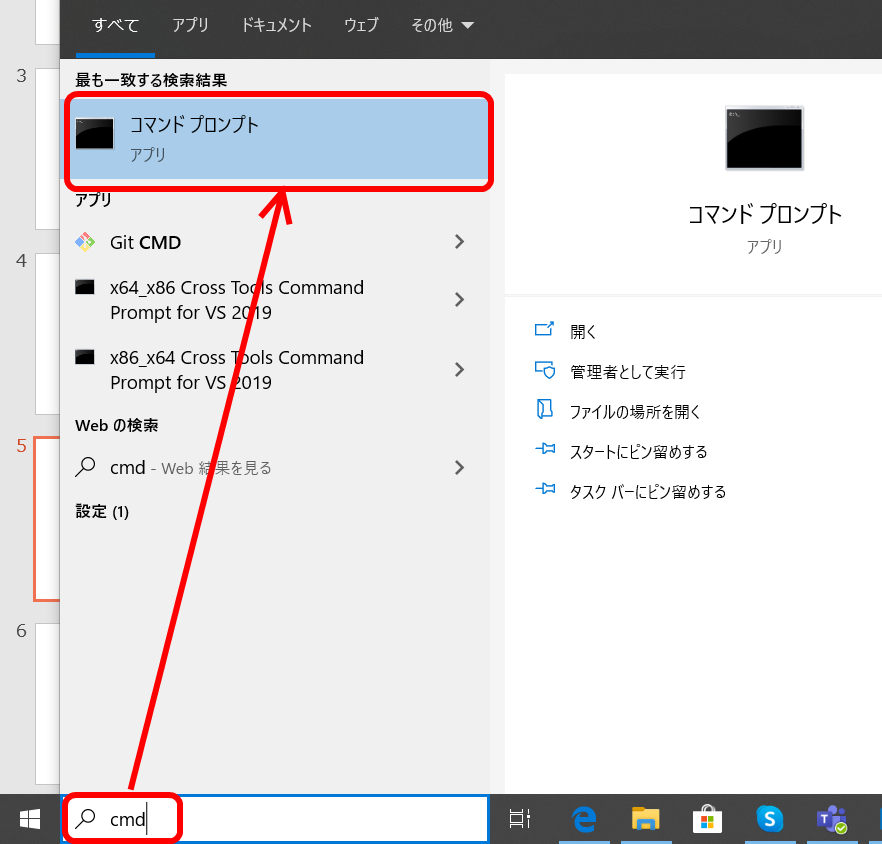 すべて アプリ ドキュメント ウェブ その他
3
4
5
6
最も一致する検索結果
コマンド プロンプト
アプリ
アプリ
Git CMD
x64_x86 Cross Tools Command
Prompt for VS 2019
x86_x64 Cross Tools Command
Prompt for VS 2019
Web の検索
cmd - Web 結果を見る
設定 (1)
コマンド プロンプト
アプリ
開く
管理者として実行
ファイルの場所を開く
スタートにピン留めする
タスク バーにピン留めする
cmd